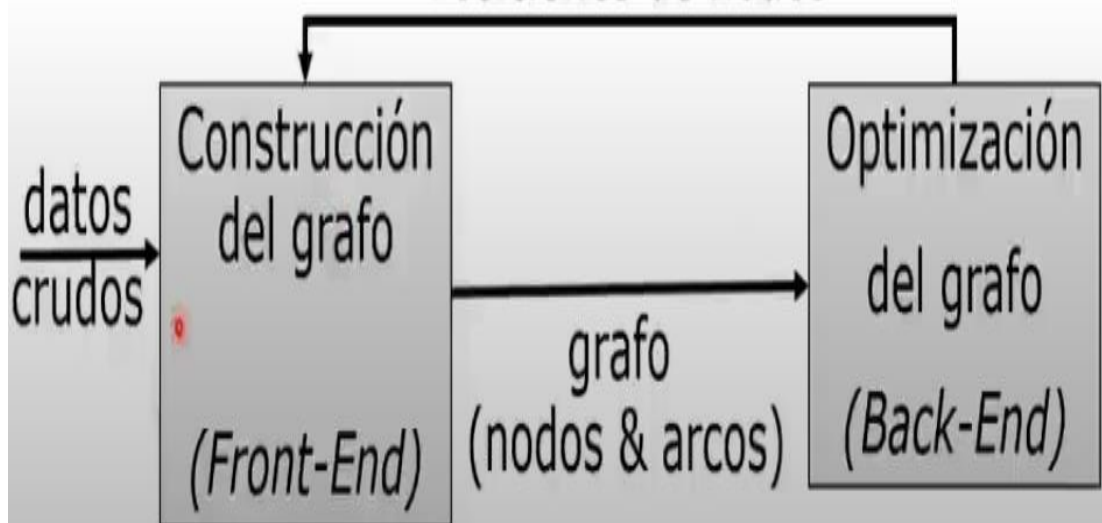 datos
crudos
Construcción
del grafo
(Front-End)
grafo
(nodos & arcos)
Optimización
del grafo
(Back-End)